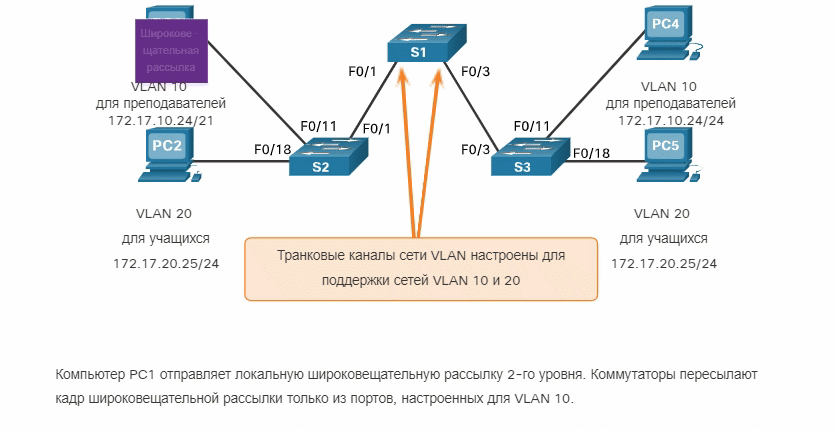 PC4
S1
Широкове-
щательная
рассылка
F0/1
F0/3
VLAN 10
для преподавателей
172.17.10.24/21
VLAN 10
для преподавателей
172.17.10.24/24
F0/11
F0/1
F0/11
PC2
F0/18
S2
F0/3
S3
F0/18
PC5
VLAN 20
для учащихся
172.17.20.25/24
VLAN 20
для учащихся
172.17.20.25/24
Транковые каналы сети VLAN настроены для
поддержки сетей VLAN 10 и 20
Компьютер PC1 отправляет локальную широковещательную рассылку 2-го уровня. Коммутаторы пересылают
кадр широковещательной рассылки только из портов, настроенных для VLAN 10.